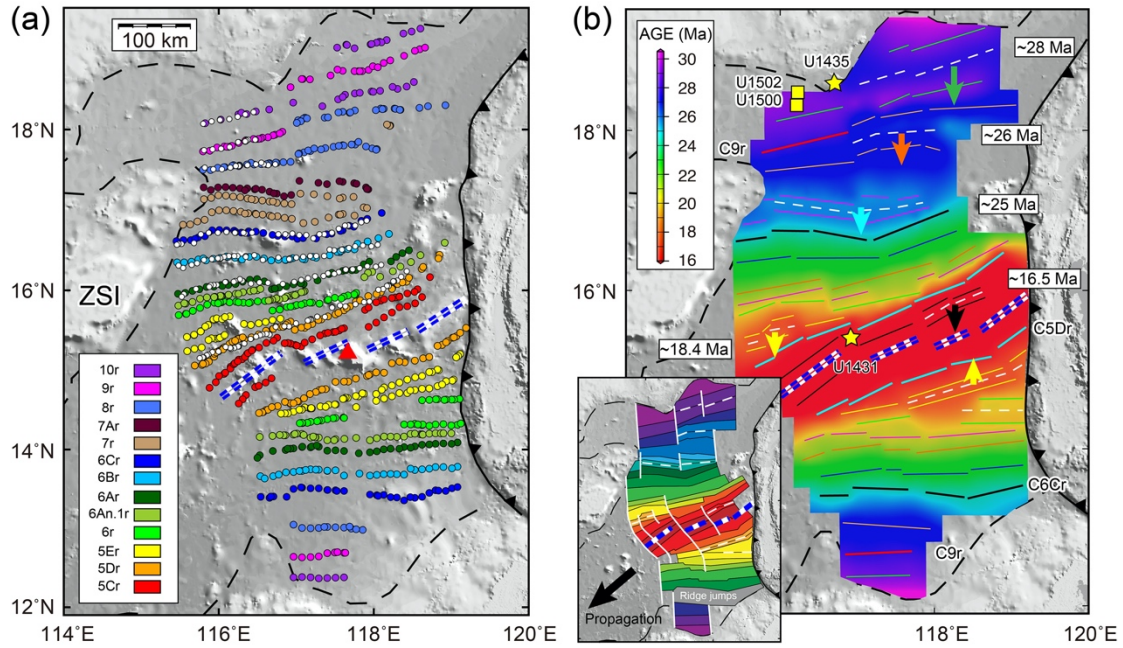 (a)
100 km
18°N
16°N
14°N
12°N
114°E
116°E
118°E
120°E
ZSI
10r
9r
8r
7Ar
7r
6Cr
6Br
6Ar
6An.1r
6r
5Er
5Dr
5Cr
(b)
AGE (Ma)
30
28
26
24
22
20
18
16
U1435
U1502
U1500
~28 Ma
~26 Ma
~25 Ma
~16.5 Ma
~18.4 Ma
C9r
C5Dr
U1431
C6Cr
C9r
18°N
16°N
Ridge jumps
Propagation
118°E
120°E